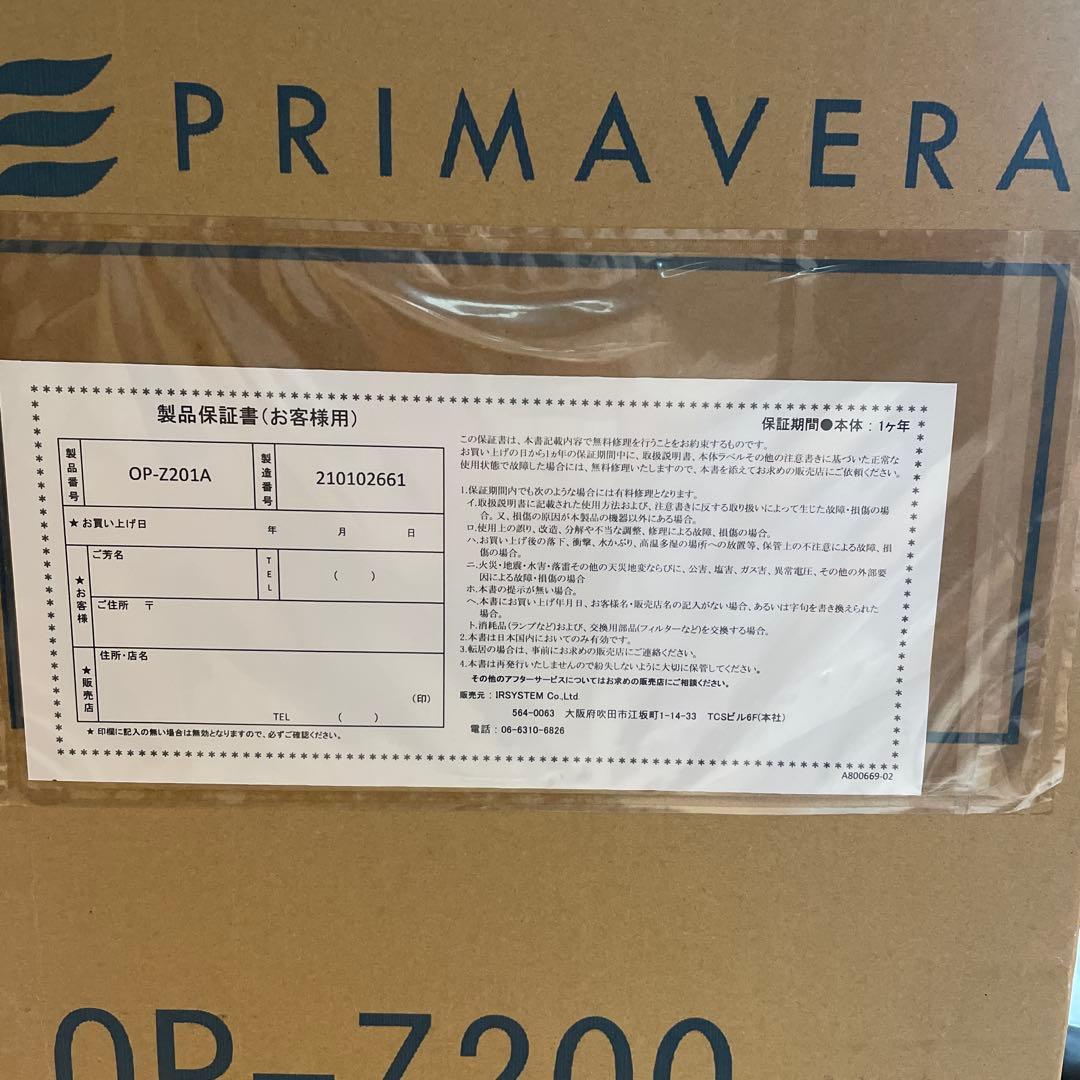 PRIMAVERA
製品保証書(お客様用)
保証期間●本体：1ヶ年
製品番号
OP-Z201A
製造番号
210102661
★お買い上げ日
年 月 日
★お客様
ご芳名
TEL
( )
ご住所 〒
★販売店
住所・店名
(印)
TEL ( )
★印欄に記入の無い場合は無効となりますので、必ずご確認ください。
この保証書は、本書記載内容で無料修理を行うことをお約束するものです。
お買い上げの日から1ヵ年の保証期間中に、取扱説明書、本体ラベルその他の注意書きに基づいた正常な
使用状態で故障した場合には、無料修理いたしますので、本書を添えてお求めの販売店にご依頼ください。
1.保証期間内でも次のような場合には有料修理となります。
イ.取扱説明書に記載された使用方法および、注意書きに反する取り扱いによって生じた故障・損傷の場
合。又、損傷の原因が本製品の機器以外にある場合。
ロ.使用上の誤り、改造、分解や不当な調整、修理による故障、損傷の場合。
ハ.お買い上げ後の落下、衝撃、水かぶり、高温多湿の場所への放置等、保管上の不注意による故障、損
傷の場合。
ニ.火災・地震・水害・落雷その他の天災地変ならびに、公害、塩害、ガス害、異常電圧、その他の外部要
因による故障・損傷の場合
ホ.本書の提示が無い場合。
ヘ.本書にお買い上げ年月日、お客様名・販売店名の記入がない場合、あるいは字句を書き換えられた
場合。
ト.消耗品(ランプなど)および、交換用部品(フィルターなど)を交換する場合。
2.本書は日本国内においてのみ有効です。
3.転居の場合は、事前にお求めの販売店にご連絡ください。
4.本書は再発行いたしませんので紛失しないように大切に保管してください。
その他のアフターサービスについてはお求めの販売店にご相談ください。
販売元：IRSYSTEM Co.,Ltd.
564-0063 大阪府吹田市江坂町1-14-33 TCSビル6F(本社)
電話：06-6310-6826
A800669-02
OP-Z200